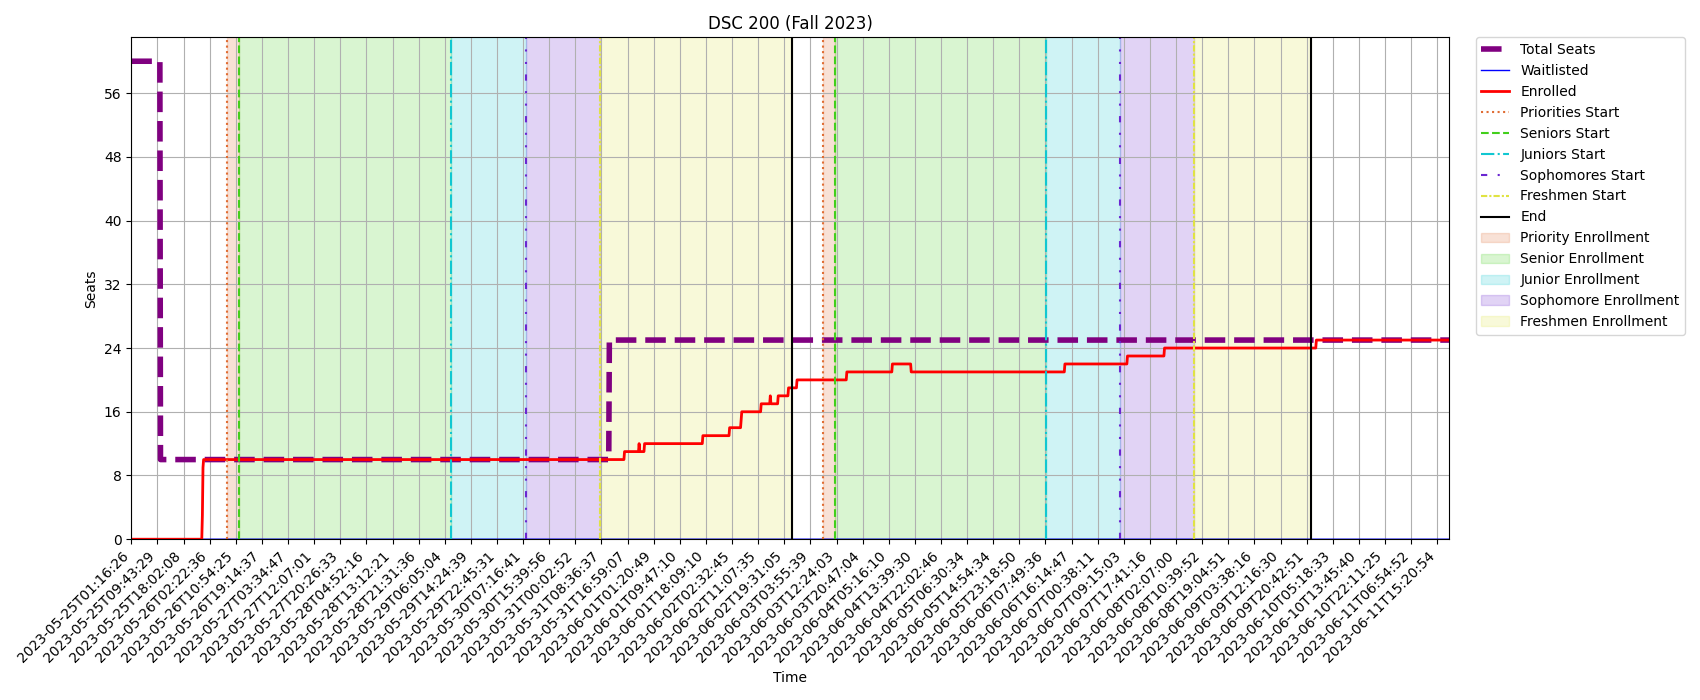 DSC 200 (Fall 2023)
Seats
56
48
40
32
24
16
8
0
2023-05-25T01:16:26
2023-05-25T09:43:29
2023-05-25T18:02:08
2023-05-26T02:22:36
2023-05-26T10:54:25
2023-05-26T19:14:37
2023-05-27T03:34:47
2023-05-27T12:07:01
2023-05-27T20:26:33
2023-05-28T04:52:16
2023-05-28T13:12:21
2023-05-28T21:31:36
2023-05-29T06:05:04
2023-05-29T14:24:39
2023-05-29T22:45:31
2023-05-30T07:16:41
2023-05-30T15:39:56
2023-05-31T00:02:52
2023-05-31T08:36:37
2023-05-31T16:59:07
2023-06-01T01:20:49
2023-06-01T09:47:10
2023-06-01T18:09:10
2023-06-02T02:32:45
2023-06-02T11:07:35
2023-06-02T19:31:05
2023-06-03T03:55:39
2023-06-03T12:24:03
2023-06-03T20:47:04
2023-06-04T05:16:10
2023-06-04T13:39:30
2023-06-04T22:02:46
2023-06-05T06:30:34
2023-06-05T14:54:34
2023-06-05T23:18:50
2023-06-06T07:49:36
2023-06-06T16:14:47
2023-06-07T00:38:11
2023-06-07T09:15:03
2023-06-07T17:41:16
2023-06-08T02:07:00
2023-06-08T10:39:52
2023-06-08T19:04:51
2023-06-09T03:38:16
2023-06-09T12:16:30
2023-06-09T20:42:51
2023-06-10T05:18:33
2023-06-10T13:45:40
2023-06-10T22:11:25
2023-06-11T06:54:52
2023-06-11T15:20:54
Time
Total Seats
Waitlisted
Enrolled
Priorities Start
Seniors Start
Juniors Start
Sophomores Start
Freshmen Start
End
Priority Enrollment
Senior Enrollment
Junior Enrollment
Sophomore Enrollment
Freshmen Enrollment